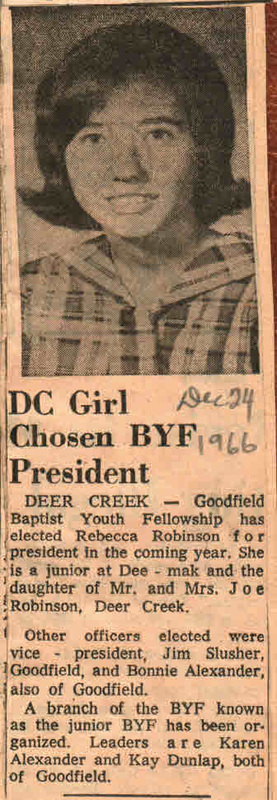 DC Girl Dec 24
Chosen BYF 1966
President
DEER CREEK — Goodfield
Baptist Youth Fellowship has
elected Rebecca Robinson for
president in the coming year. She
is a junior at Dee - mak and the
daughter of Mr. and Mrs. Joe
Robinson, Deer Creek.
Other officers elected were
vice - president, Jim Slusher,
Goodfield, and Bonnie Alexander,
also of Goodfield.
A branch of the BYF known
as the junior BYF has been or-
ganized. Leaders are Karen
Alexander and Kay Dunlap, both
of Goodfield.